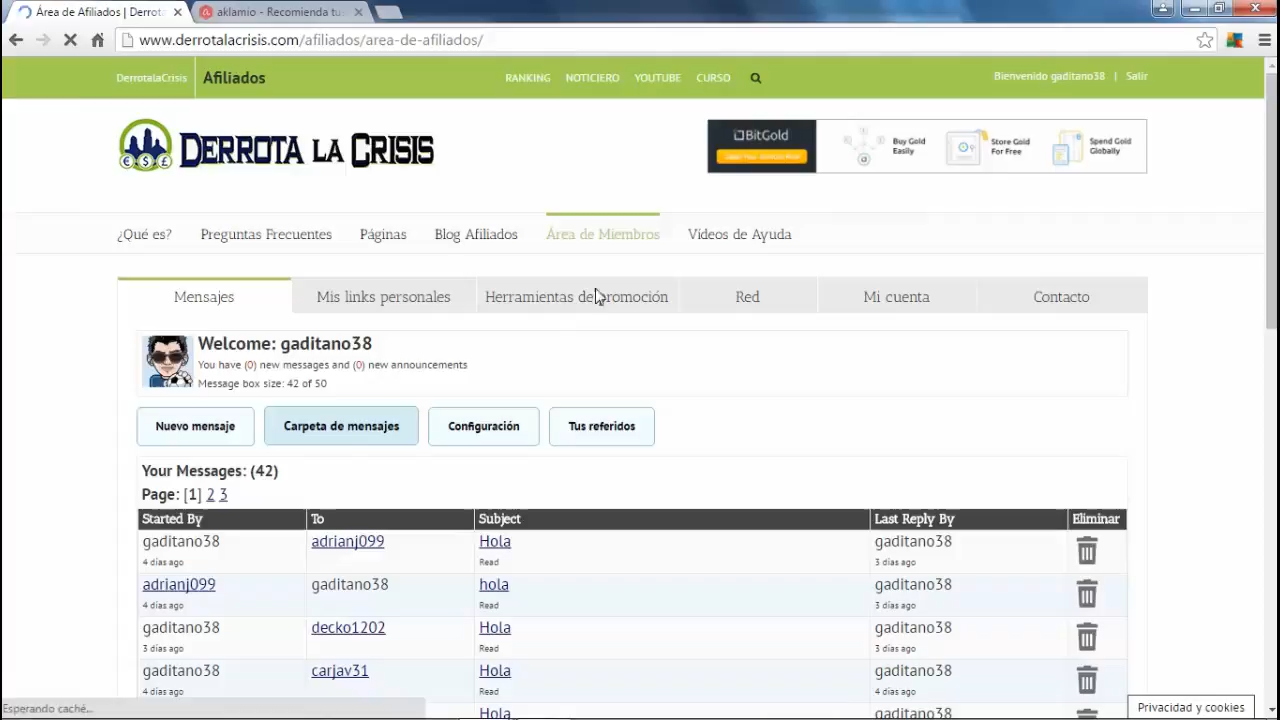 Área de Afiliados | Derrot
aklamio - Recomienda tu
www.derrotalacrisis.com/afiliados/area-de-afiliados/
DerrotalaCrisis
Afiliados
RANKING
NOTICIERO
YOUTUBE
CURSO
Bienvenido gaditano38 | Salir
DERROTA LA CRISIS
BitGold
Buy Gold
Easily
Store Gold
For Free
Spend Gold
Globally
¿Qué es?
Preguntas Frecuentes
Páginas
Blog Afiliados
Área de Miembros
Videos de Ayuda
Mensajes
Mis links personales
Herramientas de promoción
Red
Mi cuenta
Contacto
Welcome: gaditano38
You have (0) new messages and (0) new announcements
Message box size: 42 of 50
Nuevo mensaje
Carpeta de mensajes
Configuración
Tus referidos
Your Messages: (42)
Page: [1] 2 3
Started By To Subject Last Reply By Eliminar
gaditano38 adrianj099 Hola gaditano38
4 días ago Read 3 días ago
adrianj099 gaditano38 hola gaditano38
4 días ago Read 3 días ago
gaditano38 decko1202 Hola gaditano38
3 días ago Read 3 días ago
gaditano38 carjav31 Hola gaditano38
4 días ago Read 4 días ago
Hola
Esperando caché...
Privacidad y cookies